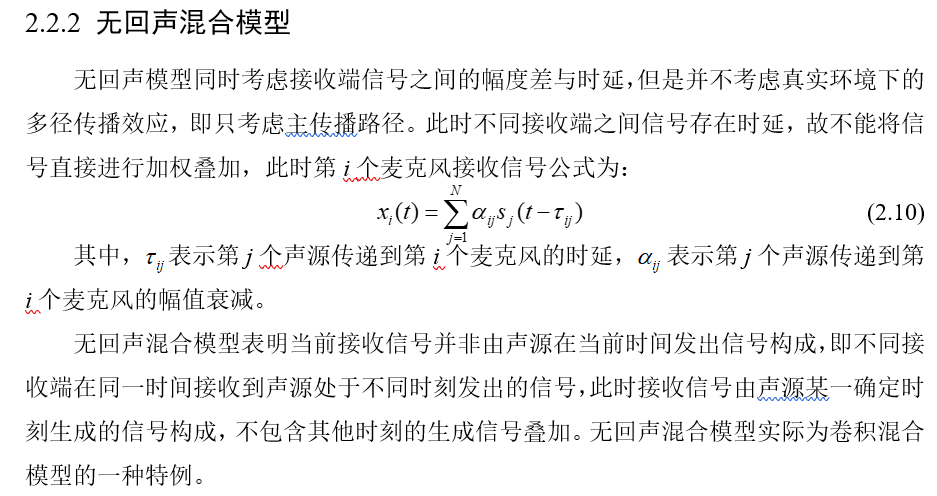 2.2.2 无回声混合模型
无回声模型同时考虑接收端信号之间的幅度差与时延,但是并不考虑真实环境下的
多径传播效应，即只考虑主传播路径。此时不同接收端之间信号存在时延，故不能将信
号直接进行加权叠加，此时第 i 个麦克风接收信号公式为：
x_i(t) = ∑_{j=1}^{N} α_{ij} s_j(t − τ_{ij}) (2.10)
其中，τ_{ij} 表示第 j 个声源传递到第 i 个麦克风的时延，α_{ij} 表示第 j 个声源传递到第
i 个麦克风的幅值衰减。
无回声混合模型表明当前接收信号并非由声源在当前时间发出信号构成,即不同接
收端在同一时间接收到声源处于不同时刻发出的信号,此时接收信号由声源某一确定时
刻生成的信号构成，不包含其他时刻的生成信号叠加。无回声混合模型实际为卷积混合
模型的一种特例。